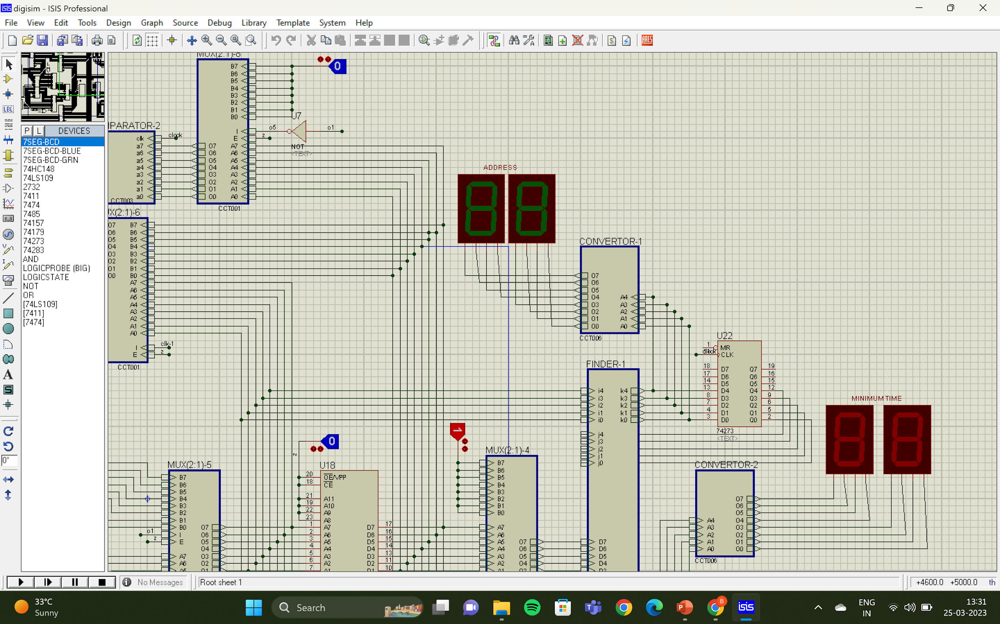 isis digisim - ISIS Professional
File View Edit Tools Design Graph Source Debug Library Template System Help
LBL
P L DEVICES
7SEG-BCD
7SEG-BCD-BLUE
7SEG-BCD-GRN
74HC148
74LS109
2732
7411
7474
7485
74157
74179
74273
74283
AND
LOGICPROBE (BIG)
LOGICSTATE
NOT
OR
[74LS109]
[7411]
[7474]
0°
ARES
MUX(2:1)-8
B7
B6
B5
B4
B3
B2
B1
B0
I
E
O7 A7
O6 A6
O5 A5
O4 A4
O3 A3
O2 A2
O1 A1
O0 A0
CCT001
0
U7
o5 o1
z
NOT
<TEXT>
IPARATOR-2
clk clock
a7
a6
a5
a4
a3
a2
a1
a0
CCT003
IX(2:1)-6
O7 B7
O6 B6
O5 B5
O4 B4
O3 B3
O2 B2
O1 B1
O0 B0
A7
A6
A5
A4
A3
A2
A1
A0
I clk-1
E z
CCT001
ADDRESS
CONVERTOR-1
O7
O6
O5
O4 A4
O3 A3
O2 A2
O1 A1
O0 A0
CCT006
U22
1 MR
CLK
18 D7 Q7 19
17 D6 Q6 16
14 D5 Q5 15
13 D4 Q4 12
8 D3 Q3 9
7 D2 Q2 6
4 D1 Q1 5
3 D0 Q0 2
74273
<TEXT>
FINDER-1
i4 k4
i3 k3
i2 k2
i1 k1
i0 k0
j4
j3
j2
j1
j0
D7
D6
D5
D4
MINIMUM TIME
CONVERTOR-2
O7
O6
O5
A4 O4
A3 O3
A2 O2
A1 O1
A0 O0
CCT006
MUX(2:1)-5
B7
B6
B5
B4
B3
B2
B1
B0 O7
o1 I O6
z E O5
O4
A7 O3
A6 O2
0
z
U18
20 OE/VPP
18 CE
21 A11
19 A10
22 A9
23 A8
1 A7 D7 17
2 A6 D6 16
3 A5 D5 15
4 A4 D4 14
5 A3 D3 13
6 A2 D2 11
7 A1 D1 10
1
MUX(2:1)-4
B7
B6
B5
B4
B3
B2
B1
B0
A7
A6
A5 O7
A4 O6
A3 O5
A2 O4
No Messages Root sheet 1 +4600.0 +5000.0 th
33°C
Sunny
Search
ENG
IN
13:31
25-03-2023